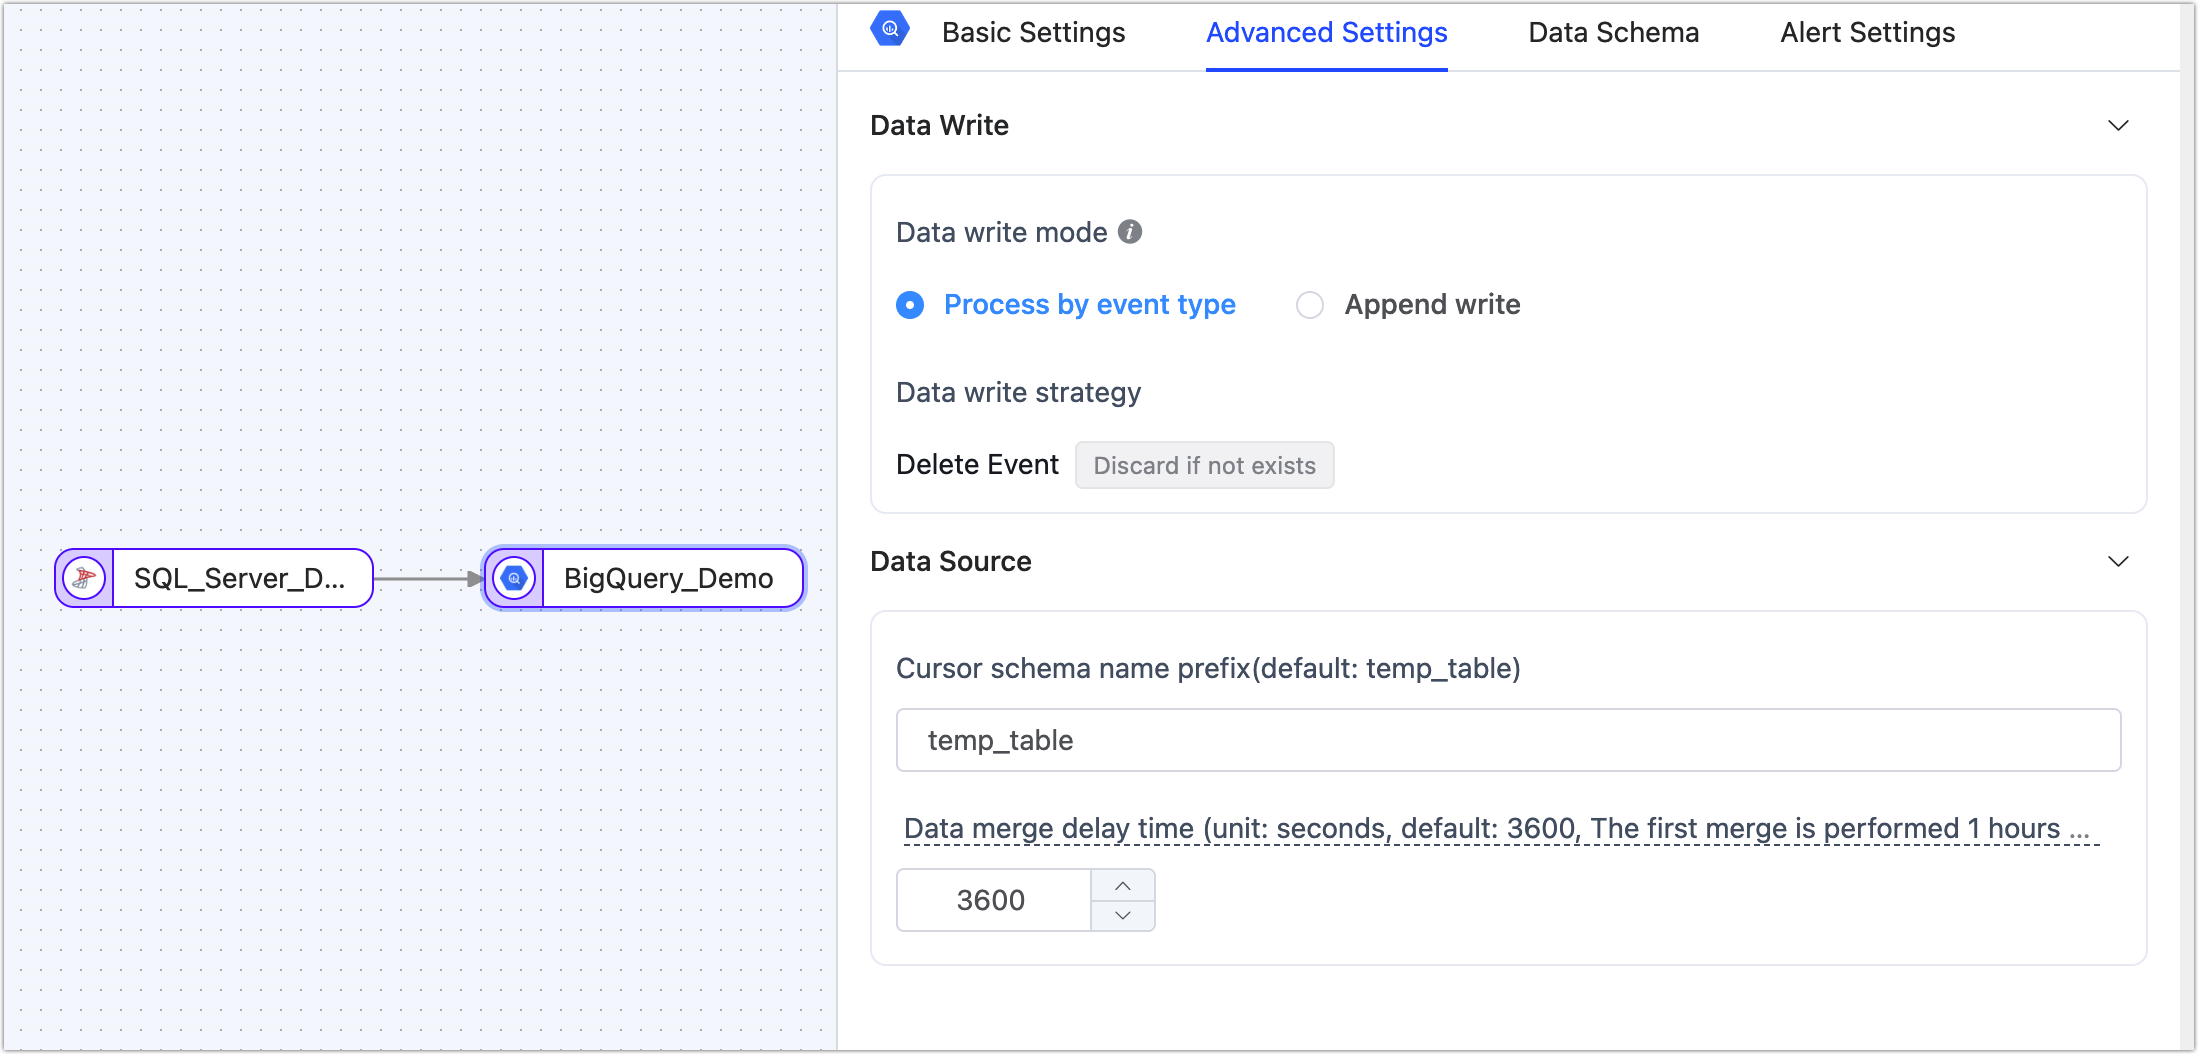 Basic Settings
Advanced Settings
Data Schema
Alert Settings
Data Write
Data write mode
Process by event type
Append write
Data write strategy
Delete Event
Discard if not exists
SQL_Server_D...
BigQuery_Demo
Data Source
Cursor schema name prefix(default: temp_table)
temp_table
Data merge delay time (unit: seconds, default: 3600, The first merge is performed 1 hours ...
3600